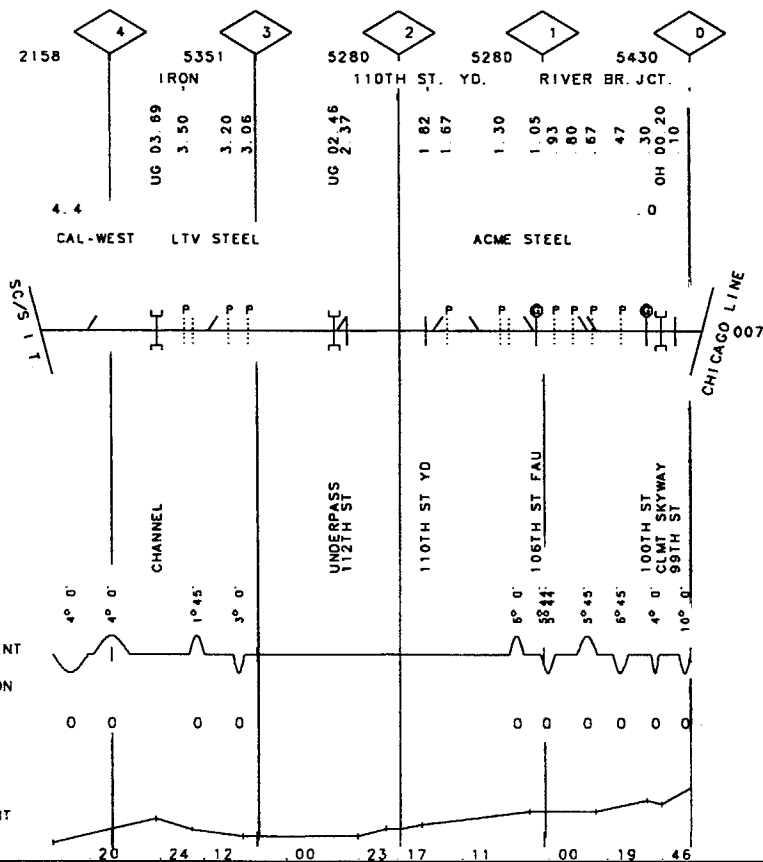 4 3 2 1 0
2158 5351 5280 5280 5430
IRON 110TH ST. YD. RIVER BR. JCT.
UG 03.69
3.50
3.20
3.06
UG 02.46
2.37
1.82
1.67
1.30
1.05
.93
.80
.67
.47
.30
OH 00.20
.10
4.4 .0
CAL-WEST LTV STEEL ACME STEEL
SC/S I T
P P P P P P P P
G G
CHICAGO LINE
007
CHANNEL
UNDERPASS
112TH ST
110TH ST YD
106TH ST FAU
100TH ST
CLMT SKYWAY
99TH ST
4° 0'
4° 0'
1° 45'
3° 0'
6° 0'
5° 45'
6° 45'
4° 0'
10° 0'
NT
ON
0 0 0 0 0 0 0 0 0 0
T
.20 .24 .12 .00 .23 .17 .11 .00 .19 .46